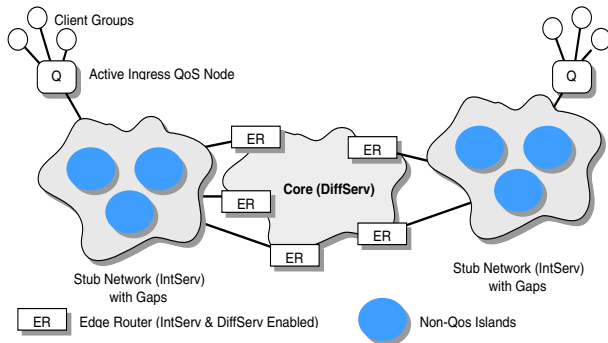 Client Groups
Q
Active Ingress QoS Node
Q
ER
ER
Core (DiffServ)
ER
ER
ER
Stub Network (IntServ)
with Gaps
Stub Network (IntServ)
with Gaps
ER
Edge Router (IntServ & DiffServ Enabled)
Non-Qos Islands